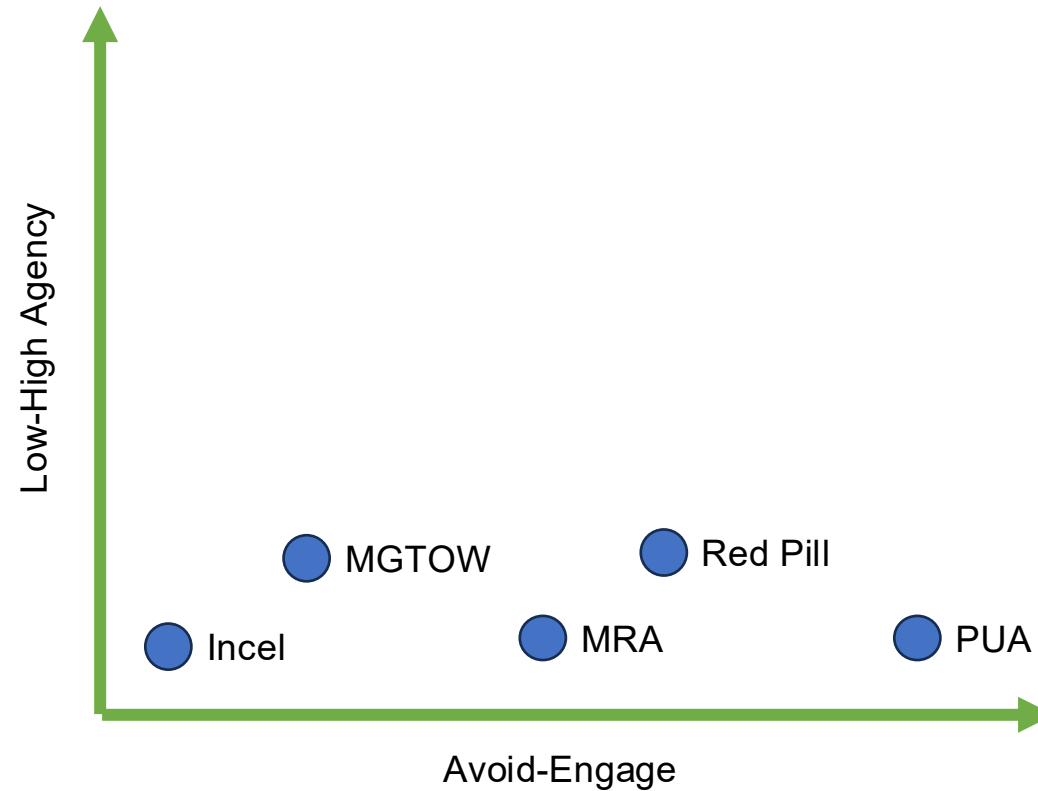 Low-High Agency
MGTOW
Red Pill
Incel
MRA
PUA
Avoid-Engage